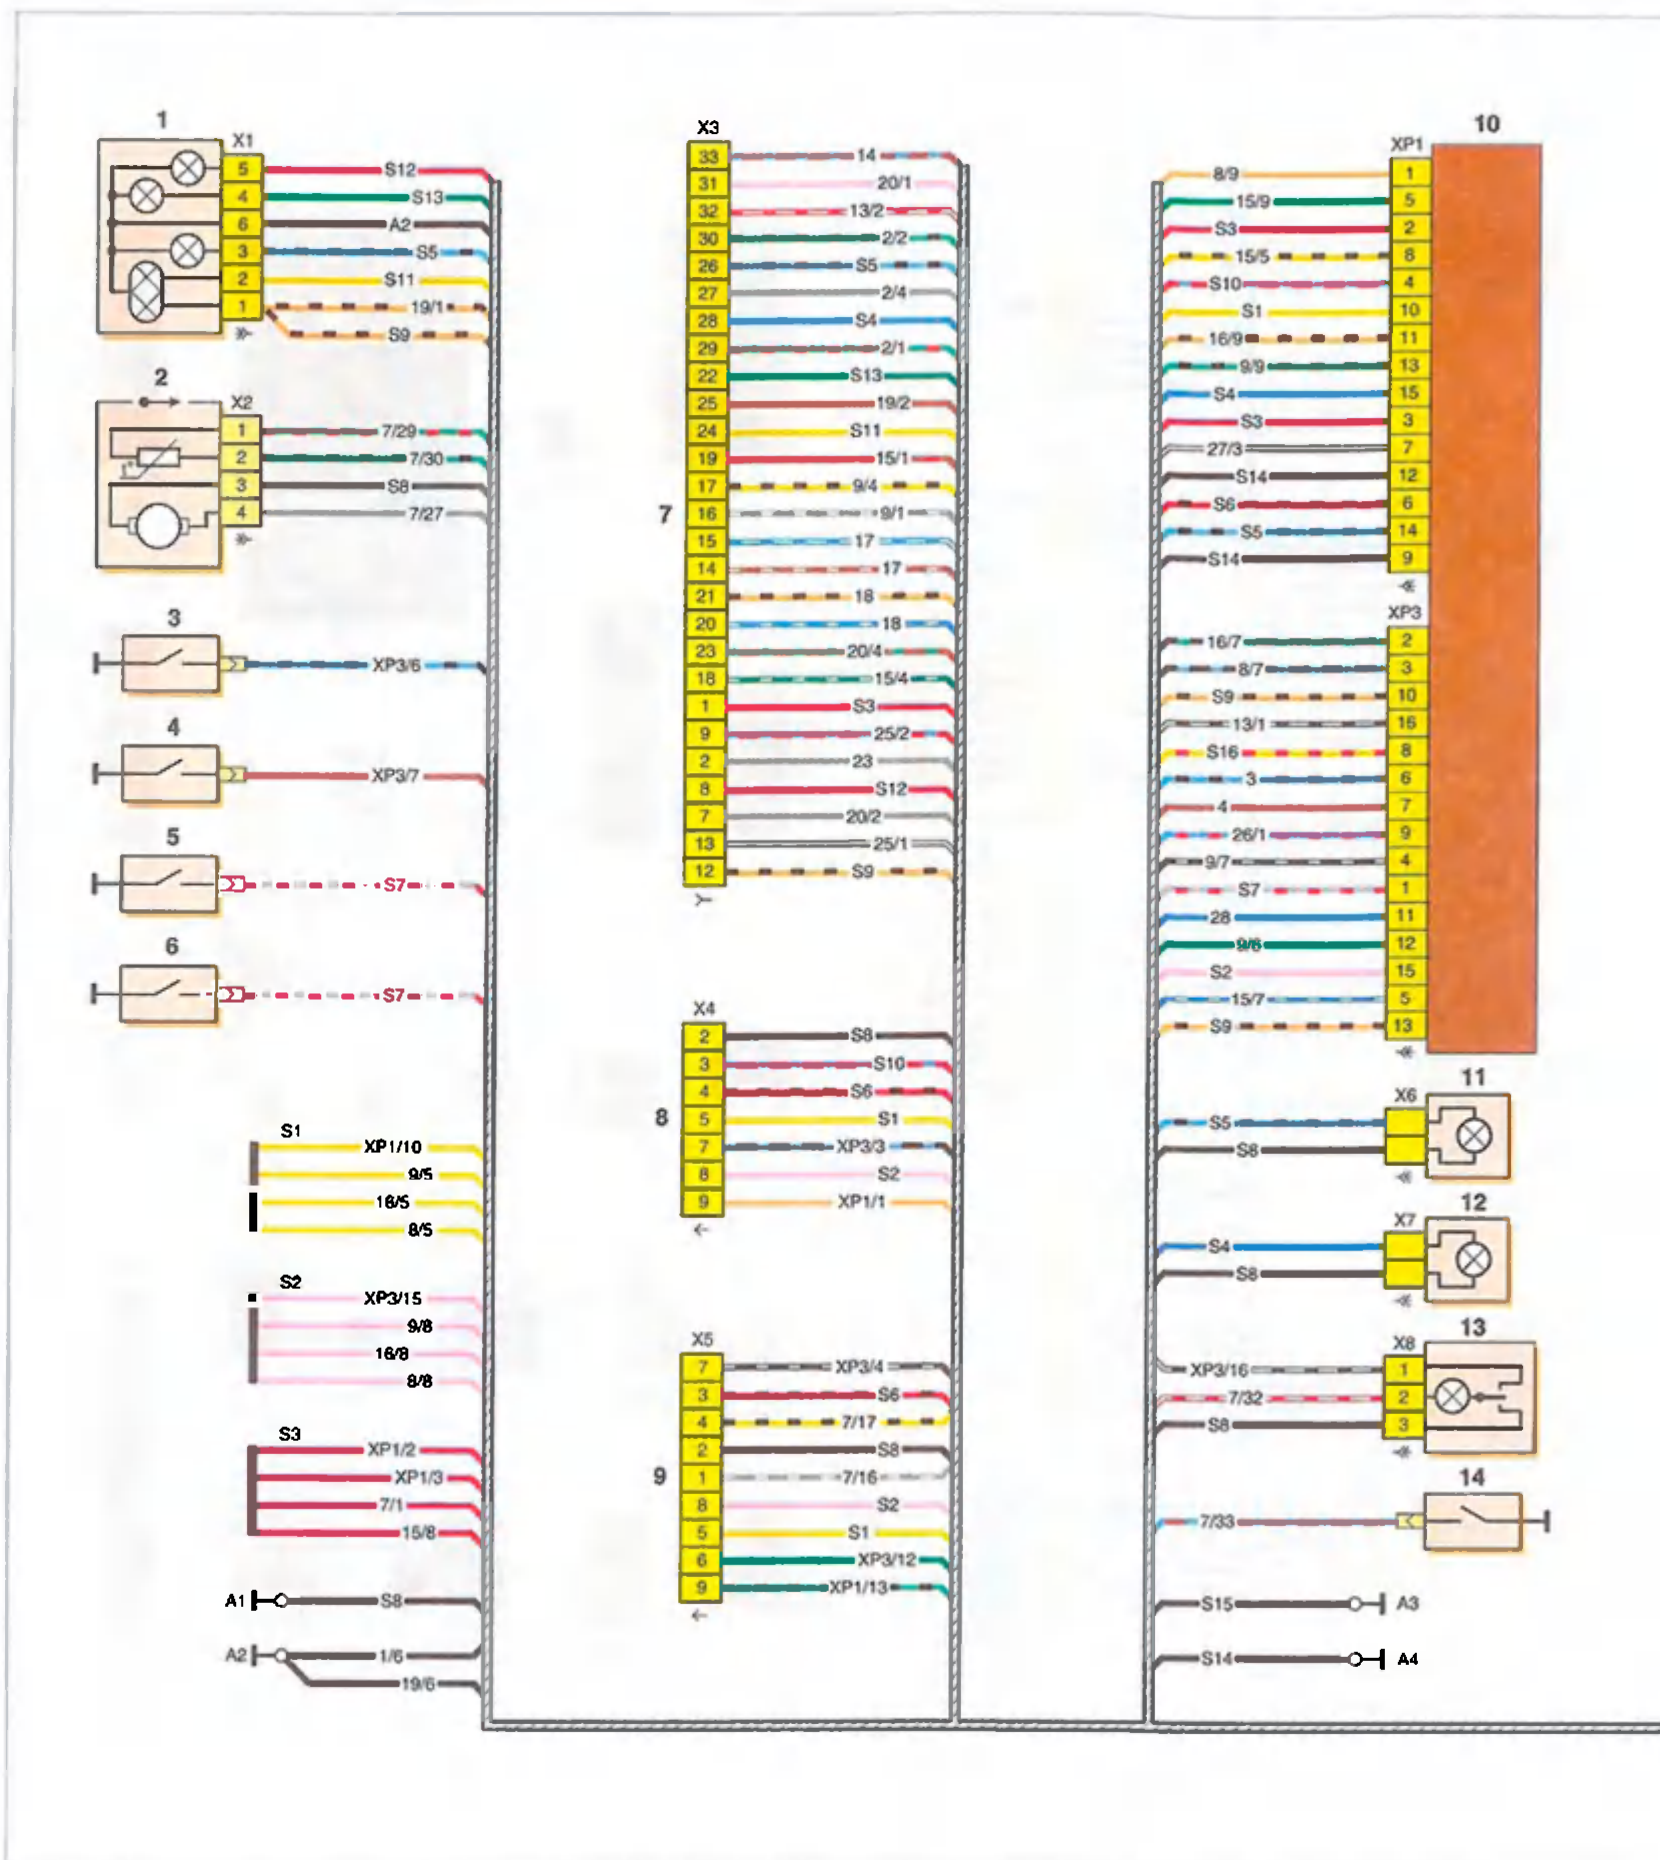 1
X1
5 S12
4 S13
6 A2
3 S5
2 S11
1 19/1
S9
2
X2
1 7/29
2 7/30
3 S8
4 7/27
t°
3
XP3/6
4
XP3/7
5
S7
6
S7
S1
XP1/10
9/5
16/5
8/5
S2
XP3/15
9/8
16/8
8/8
S3
XP1/2
XP1/3
7/1
15/8
A1 S8
A2 1/6
19/6
X3
33 14
31 20/1
32 13/2
30 2/2
26 S5
27 2/4
28 S4
29 2/1
22 S13
25 19/2
24 S11
19 15/1
17 9/4
7
16 9/1
15 17
14 17
21 18
20 18
23 20/4
18 15/4
1 S3
9 25/2
2 23
8 S12
7 20/2
13 25/1
12 S9
X4
2 S8
3 S10
4 S6
8
5 S1
7 XP3/3
8 S2
9 XP1/1
X5
7 XP3/4
3 S6
4 7/17
2 S8
9
1 7/16
8 S2
5 S1
6 XP3/12
9 XP1/13
10
XP1
8/9 1
15/9 5
S3 2
15/5 8
S10 4
S1 10
16/9 11
9/9 13
S4 15
S3 3
27/3 7
S14 12
S6 6
S5 14
S14 9
XP3
16/7 2
8/7 3
S9 10
13/1 16
S16 8
3 6
4 7
26/1 9
9/7 4
S7 1
28 11
9/6 12
S2 15
15/7 5
S9 13
11
X6
S5
S8
12
X7
S4
S8
13
X8
XP3/16 1
7/32 2
S8 3
14
7/33
S15 A3
S14 A4